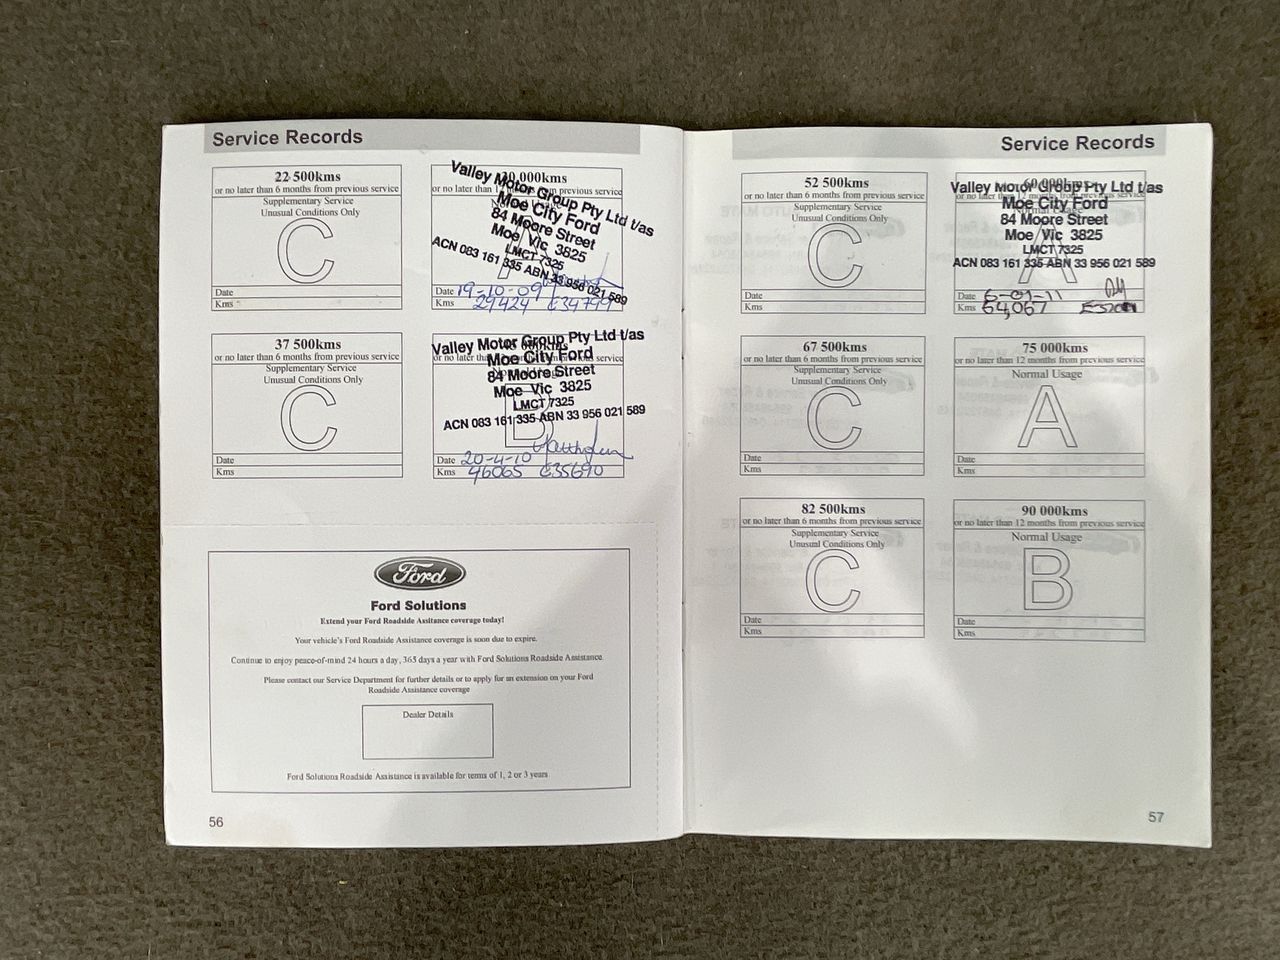 Service Records
22 500kms
or no later than 6 months from previous service
Supplementary Service
Unusual Conditions Only
C
Date
Kms
30,000kms
or no later than previous service
Valley Motor Group Pty Ltd t/as
Moe City Ford
84 Moore Street
Moe Vic 3825
LMCT 7325
ACN 083 161 335 ABN 33 956 021 589
Date 19-10-09
Kms 29424 C34799
37 500kms
or no later than 6 months from previous service
Supplementary Service
Unusual Conditions Only
C
Date
Kms
Valley Motor Group Pty Ltd t/as
Moe City Ford
84 Moore Street
Moe Vic 3825
LMCT 7325
ACN 083 161 335 ABN 33 956 021 589
B
Date 20-4-10
Kms 46065 C35690
Ford
Ford Solutions
Extend your Ford Roadside Assitance coverage today!
Your vehicle's Ford Roadside Assistance coverage is soon due to expire.
Continue to enjoy peace-of-mind 24 hours a day, 365 days a year with Ford Solutions Roadside Assistance.
Please contact our Service Department for further details or to apply for an extension on your Ford
Roadside Assistance coverage
Dealer Details
Ford Solutions Roadside Assistance is available for terms of 1, 2 or 3 years
56
Service Records
52 500kms
or no later than 6 months from previous service
Supplementary Service
Unusual Conditions Only
C
Date
Kms
60 000kms
Normal Usage
Valley Motor Group Pty Ltd t/as
Moe City Ford
84 Moore Street
Moe Vic 3825
LMCT 7325
ACN 083 161 335 ABN 33 956 021 589
A
Date 6-01-11
Kms 64,067
67 500kms
or no later than 6 months from previous service
Supplementary Service
Unusual Conditions Only
C
Date
Kms
75 000kms
or no later than 12 months from previous service
Normal Usage
A
Date
Kms
82 500kms
or no later than 6 months from previous service
Supplementary Service
Unusual Conditions Only
C
Date
Kms
90 000kms
or no later than 12 months from previous service
Normal Usage
B
Date
Kms
57